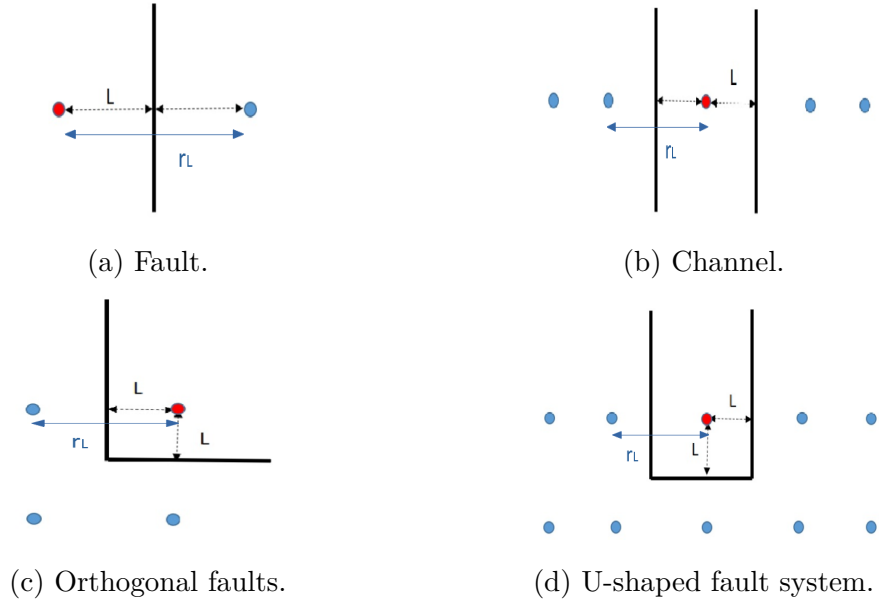 L
rL
(a) Fault.
L
rL
(b) Channel.
L
L
rL
(c) Orthogonal faults.
L
L
rL
(d) U-shaped fault system.